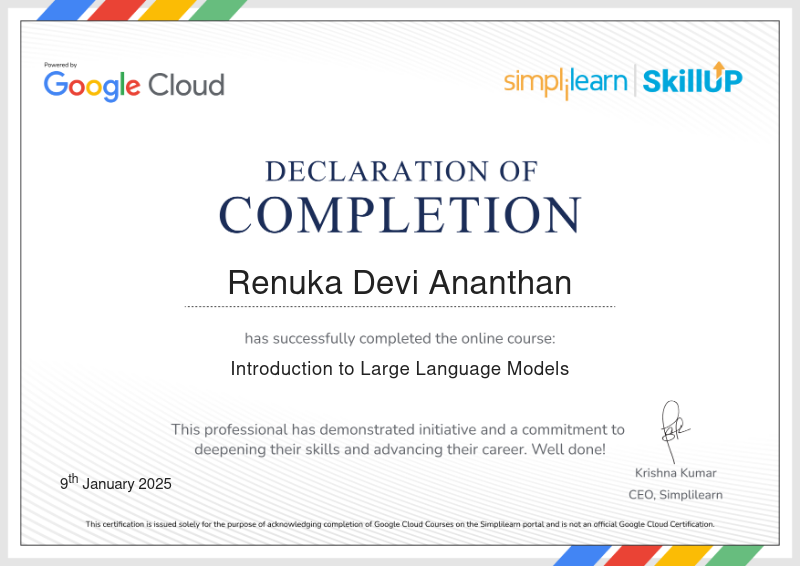 Powered by
Google Cloud
simplilearn | SkillUP
DECLARATION OF
COMPLETION
Renuka Devi Ananthan
has successfully completed the online course:
Introduction to Large Language Models
This professional has demonstrated initiative and a commitment to
deepening their skills and advancing their career. Well done!
9th January 2025
Krishna Kumar
CEO, Simplilearn
This certification is issued solely for the purpose of acknowledging completion of Google Cloud Courses on the Simplilearn portal and is not an official Google Cloud Certification.